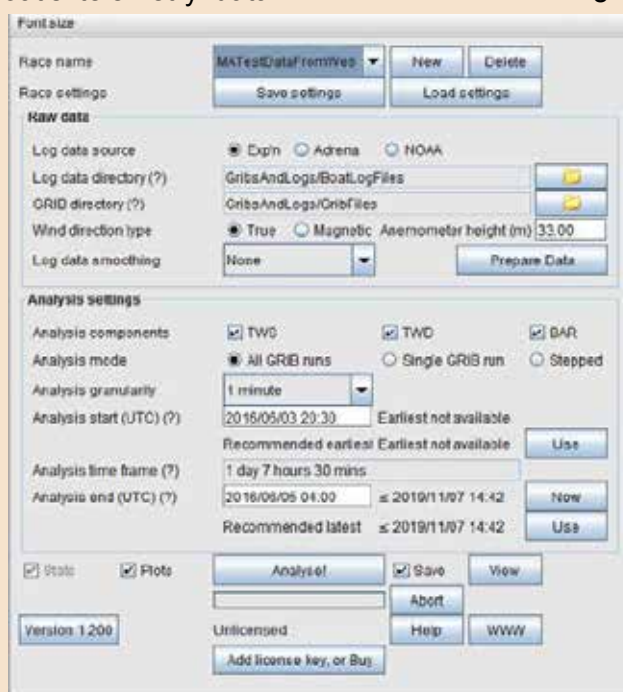 Font size
Race name MATestDataFromWeb New Delete
Race settings Save settings Load settings
Raw data
Log data source Exp'n Adrena NOAA
Log data directory (?) GribsAndLogs/BoatLogFiles
GRIB directory (?) GribsAndLogs/GribFiles
Wind direction type True Magnetic Anemometer height (m) 33.00
Log data smoothing None Prepare Data
Analysis settings
Analysis components TWS TWD BAR
Analysis mode All GRIB runs Single GRIB run Stepped
Analysis granularity 1 minute
Analysis start (UTC) (?) 2016/06/03 20:30 Earliest not available
Recommended earliest Earliest not available Use
Analysis time frame (?) 1 day 7 hours 30 mins
Analysis end (UTC) (?) 2016/06/05 04:00 ≤ 2019/11/07 14:42 Now
Recommended latest ≤ 2019/11/07 14:42 Use
Stats Plots Analyse! Save View
Abort
Version 1.200 Unlicensed Help WWW
Add license key, or Buy